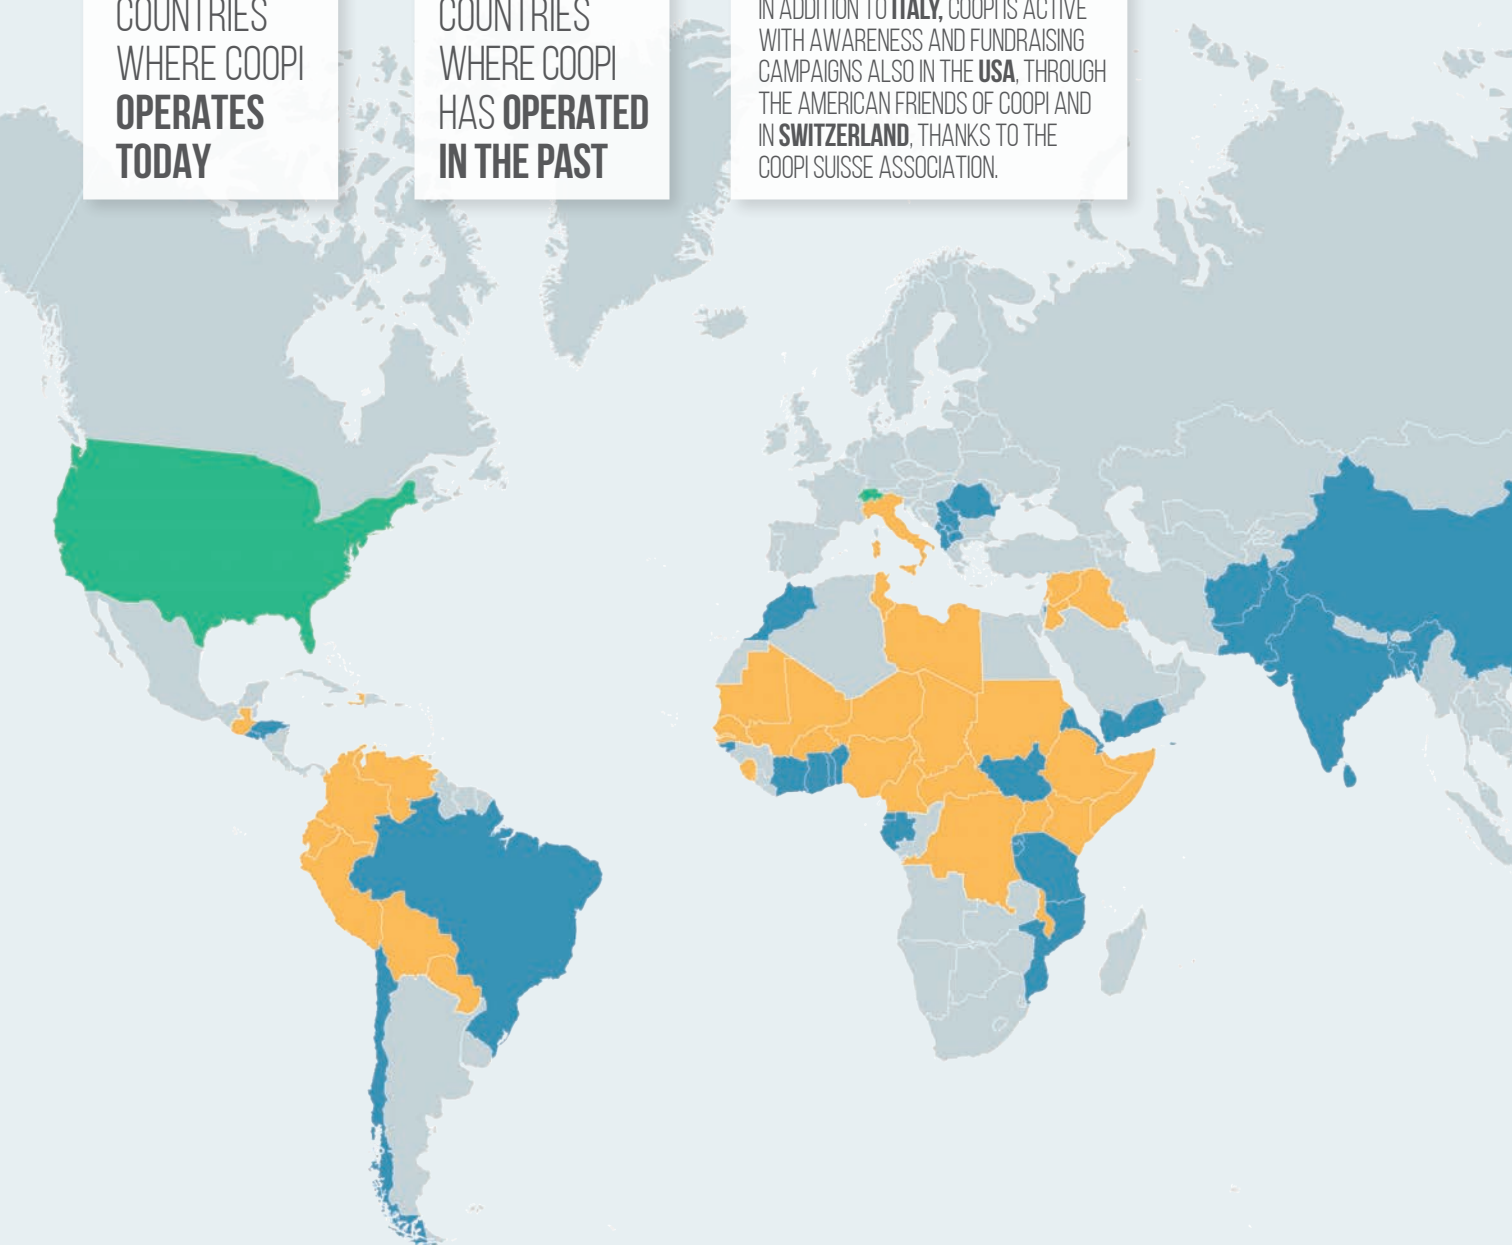 COUNTRIES
WHERE COOPI
OPERATES
TODAY
COUNTRIES
WHERE COOPI
HAS OPERATED
IN THE PAST
IN ADDITION TO ITALY, COOPI IS ACTIVE
WITH AWARENESS AND FUNDRAISING
CAMPAIGNS ALSO IN THE USA, THROUGH
THE AMERICAN FRIENDS OF COOPI AND
IN SWITZERLAND, THANKS TO THE
COOPI SUISSE ASSOCIATION.